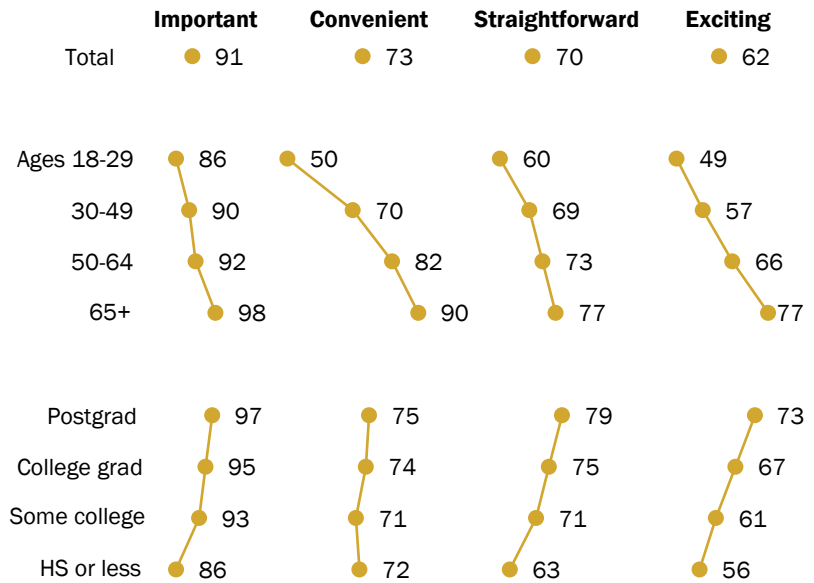 Important Convenient Straightforward Exciting
Total 91 73 70 62
Ages 18-29 86 50 60 49
30-49 90 70 69 57
50-64 92 82 73 66
65+ 98 90 77 77
Postgrad 97 75 79 73
College grad 95 74 75 67
Some college 93 71 71 61
HS or less 86 72 63 56